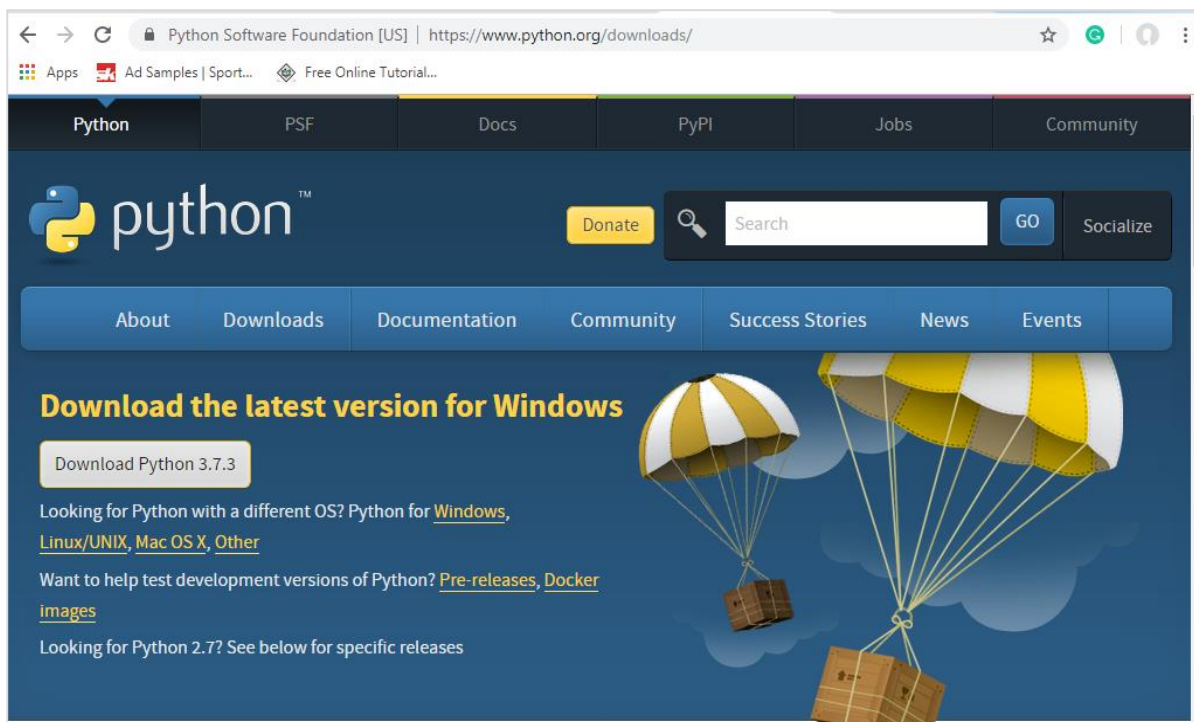 Python Software Foundation [US] | https://www.python.org/downloads/
Apps Ad Samples | Sport... Free Online Tutorial...
Python PSF Docs PyPI Jobs Community
python™ Donate Search GO Socialize
About Downloads Documentation Community Success Stories News Events
Download the latest version for Windows
Download Python 3.7.3
Looking for Python with a different OS? Python for Windows,
Linux/UNIX, Mac OS X, Other
Want to help test development versions of Python? Pre-releases, Docker
images
Looking for Python 2.7? See below for specific releases